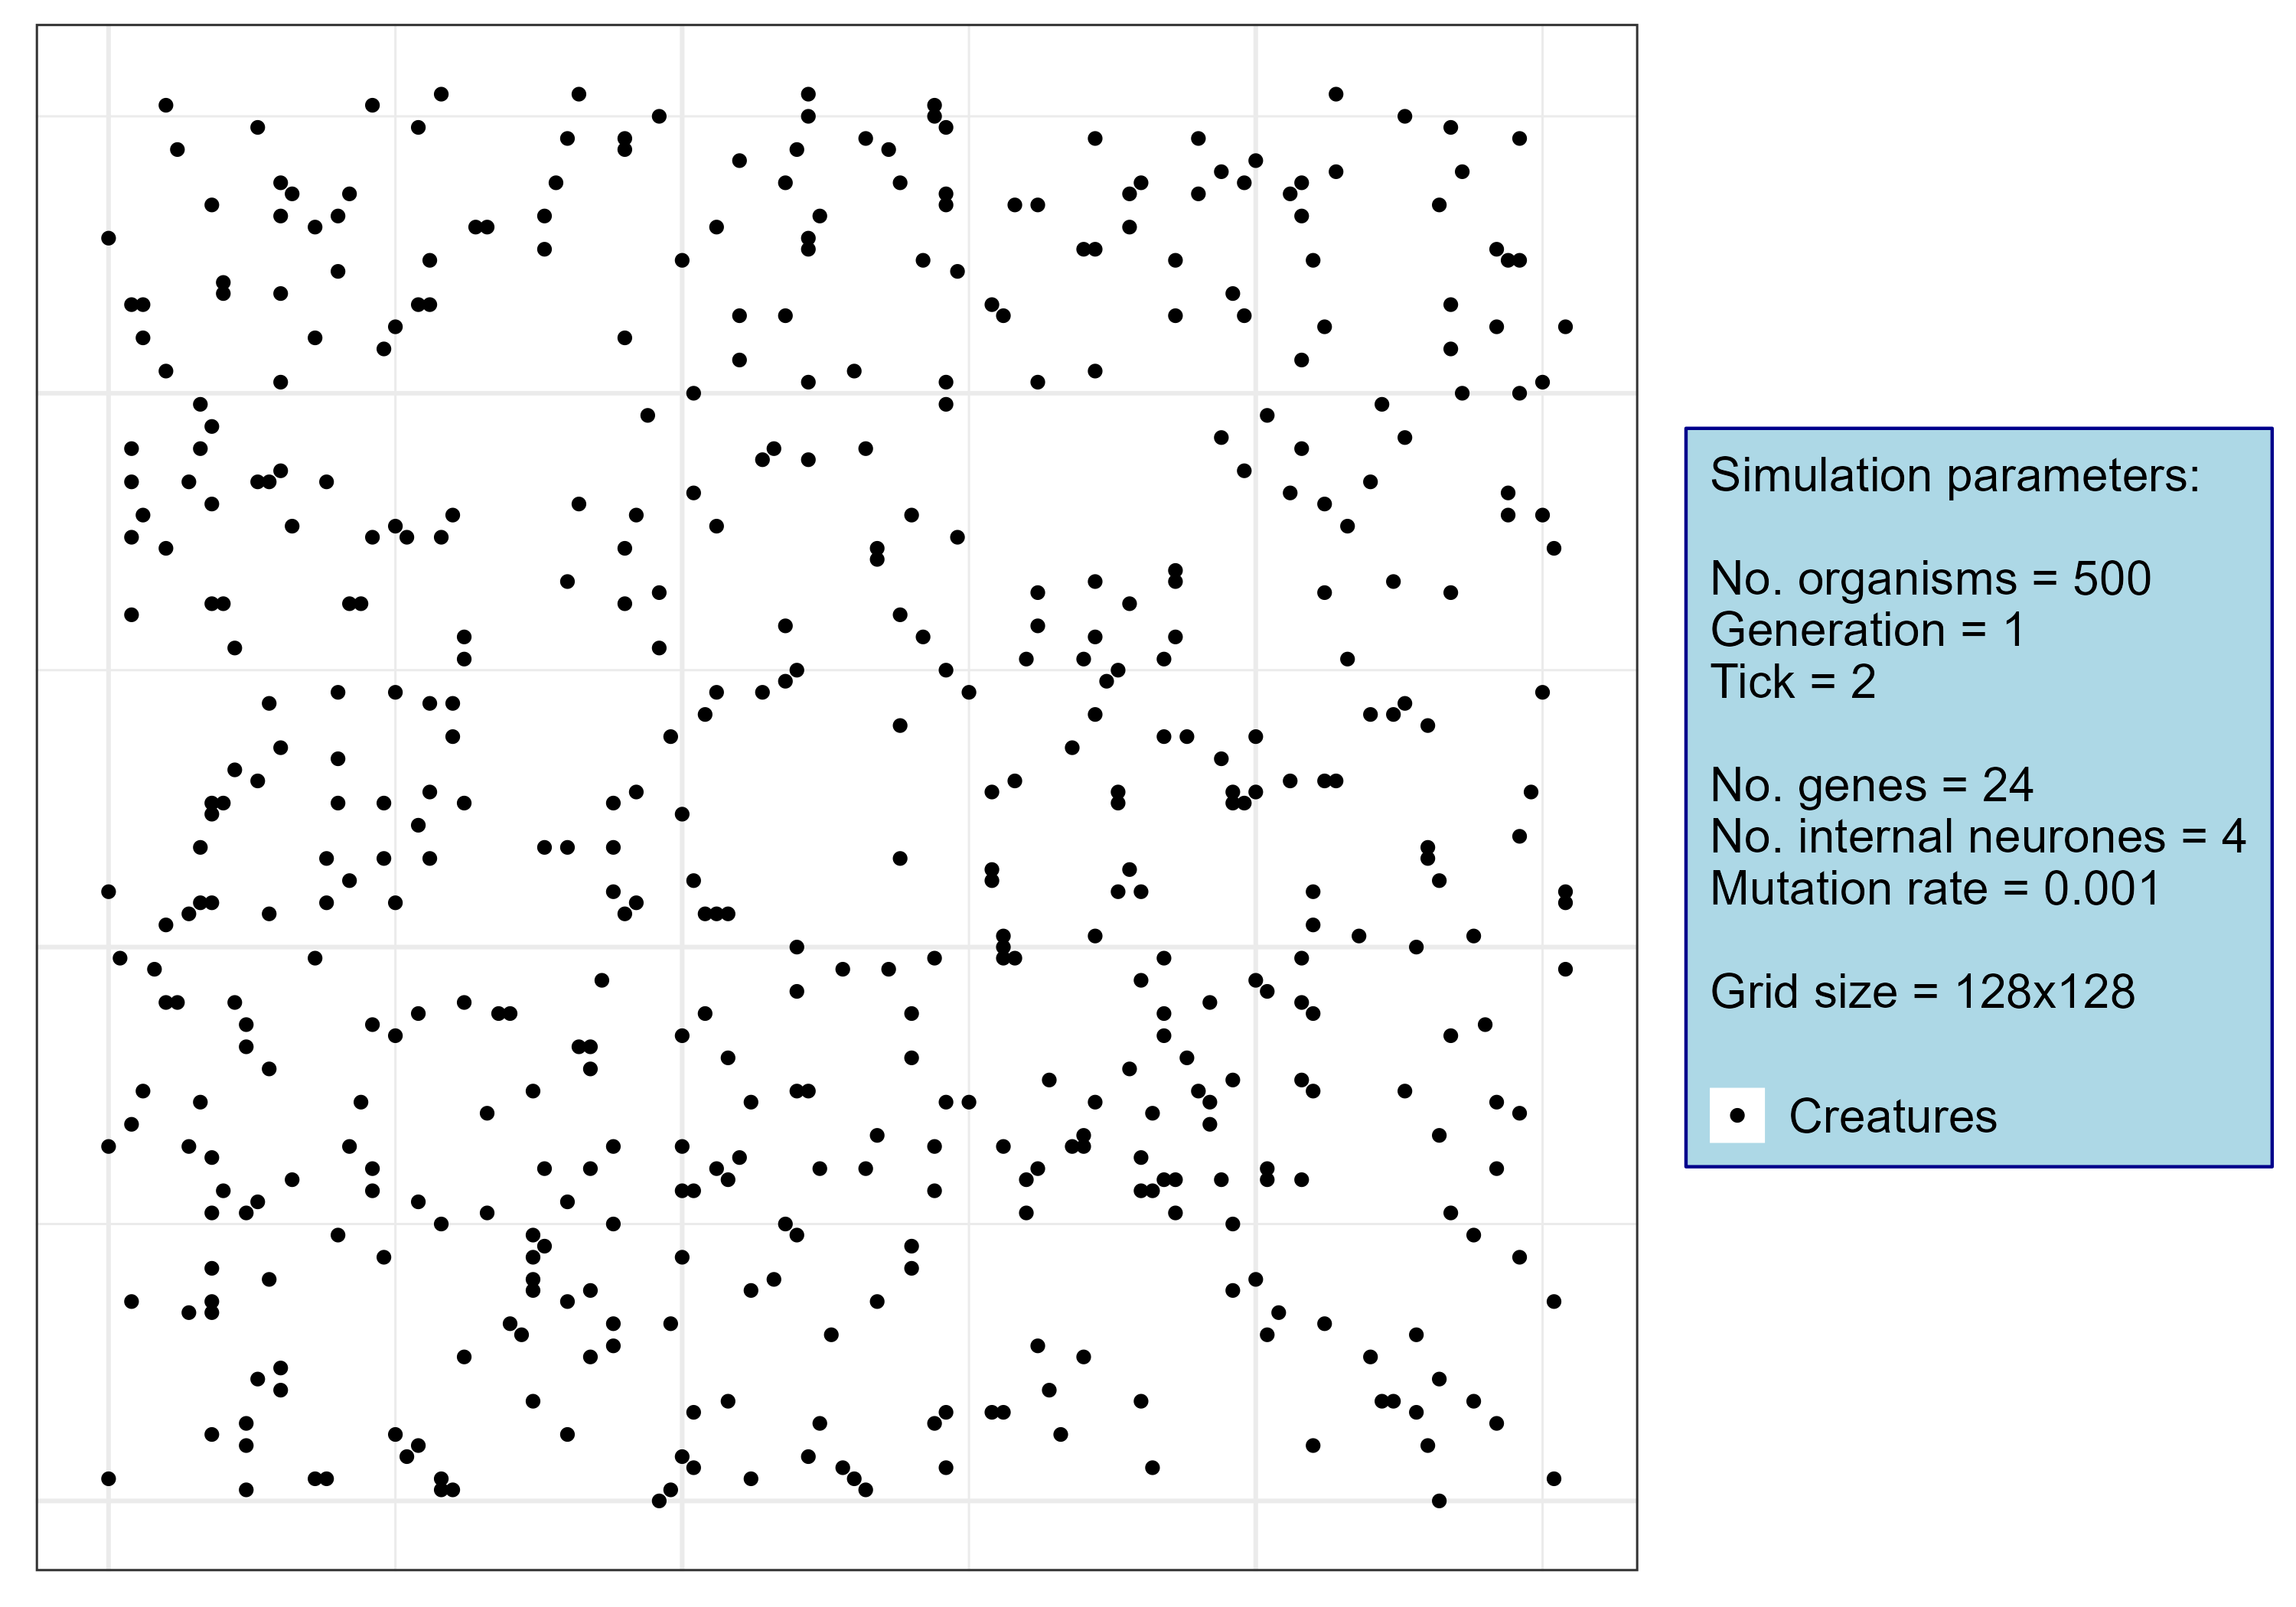 Simulation parameters:
No. organisms = 500
Generation = 1
Tick = 2
No. genes = 24
No. internal neurones = 4
Mutation rate = 0.001
Grid size = 128x128
Creatures